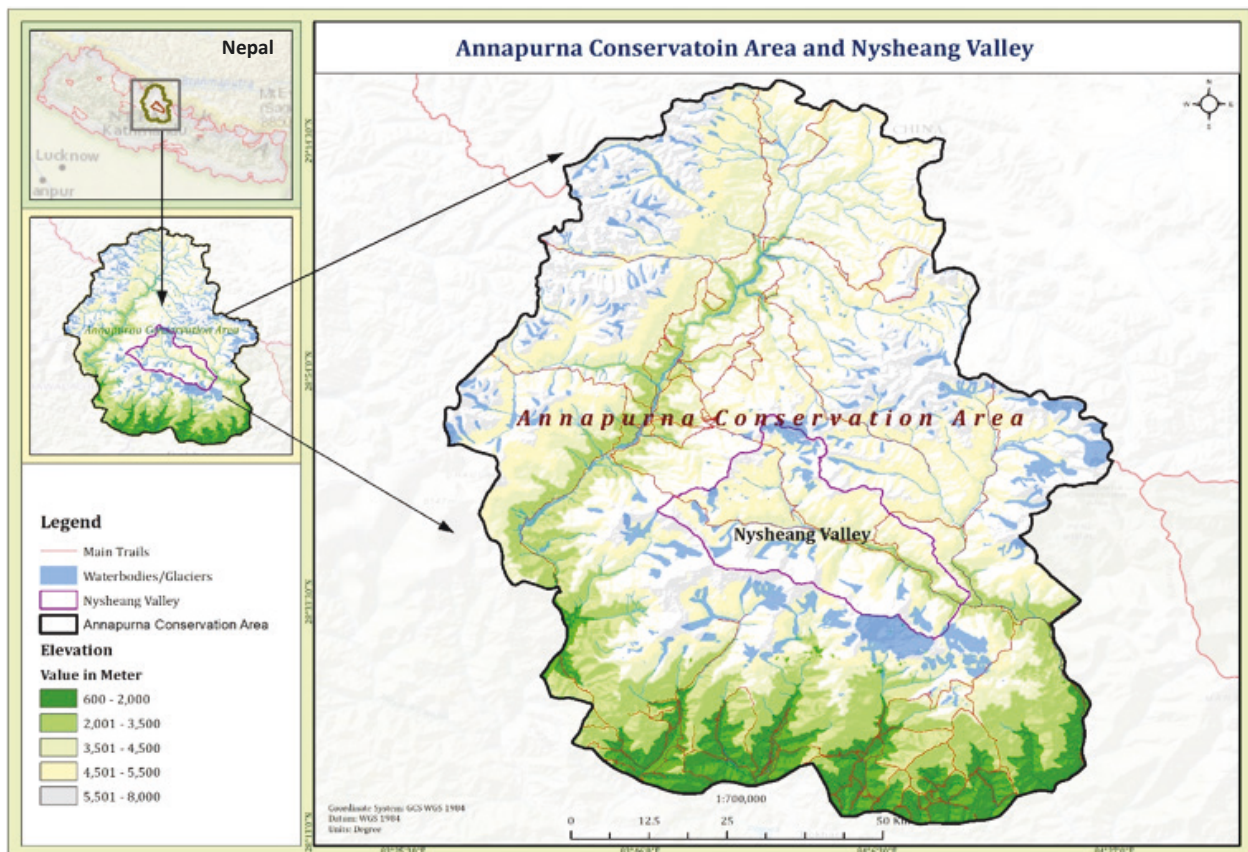 Nepal
Annapurna Conservatoin Area and Nysheang Valley
Kathmandu
Lucknow
anpur
CHINA
Annapurna Conservation Area
Annapurna Conservation Area
Nysheang Valley
Legend
Main Trails
Waterbodies/Glaciers
Nysheang Valley
Annapurna Conservation Area
Elevation
Value in Meter
600 - 2,000
2,001 - 3,500
3,501 - 4,500
4,501 - 5,500
5,501 - 8,000
N
W
E
S
Coordinate System: GCS WGS 1984
Datum: WGS 1984
Units: Degree
1:700,000
0 12.5 25 50 Km